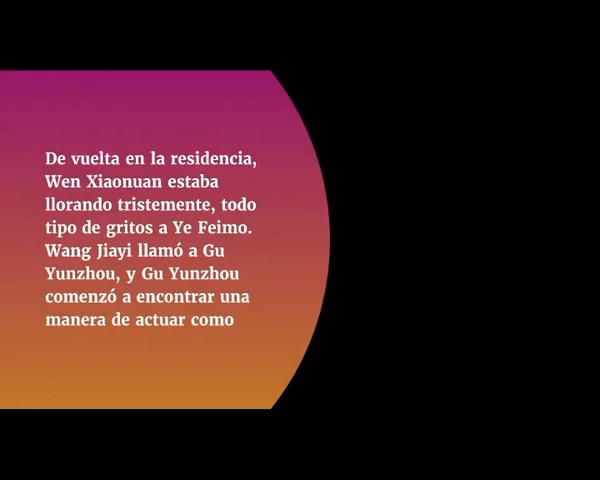 De vuelta en la residencia,
Wen Xiaonuan estaba
llorando tristemente, todo
tipo de gritos a Ye Feimo.
Wang Jiayi llamó a Gu
Yunzhou, y Gu Yunzhou
comenzó a encontrar una
manera de actuar como